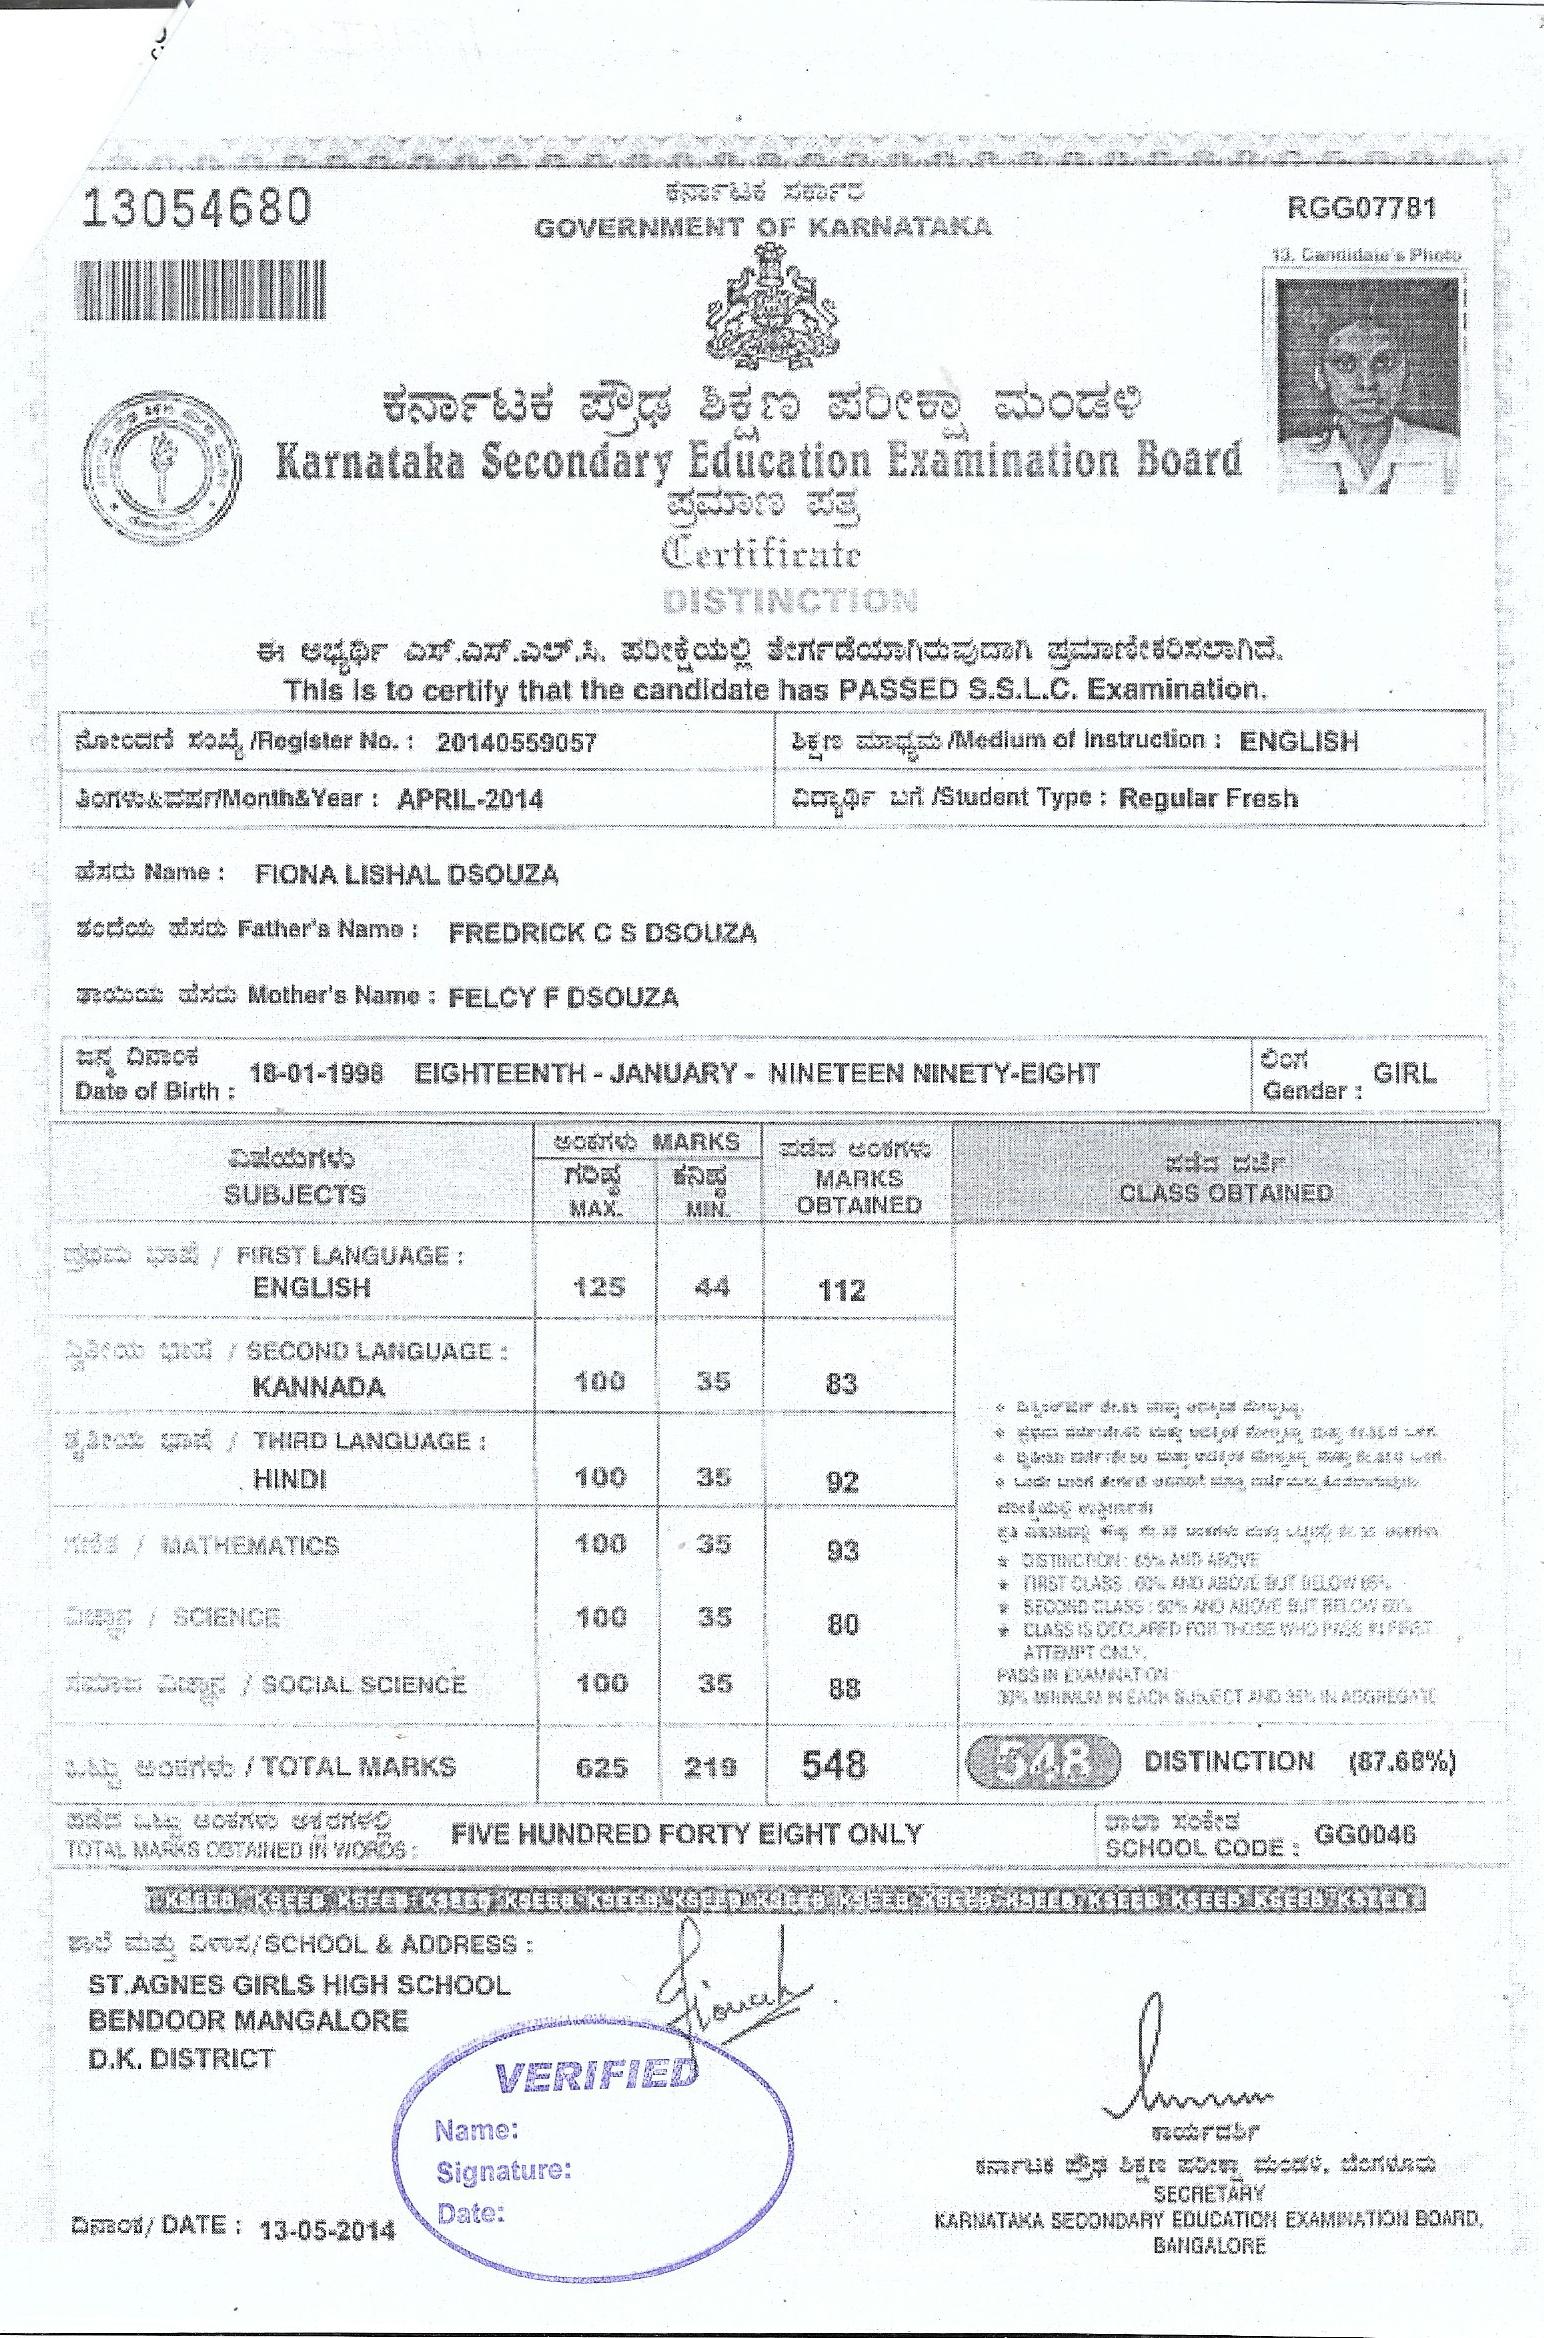 13054680
ಕರ್ನಾಟಕ ಸರ್ಕಾರ
GOVERNMENT OF KARNATAKA
RGG07781
13. Candidate's Photo
ಕರ್ನಾಟಕ ಪ್ರೌಢ ಶಿಕ್ಷಣ ಪರೀಕ್ಷಾ ಮಂಡಳಿ
Karnataka Secondary Education Examination Board
ಪ್ರಮಾಣ ಪತ್ರ
Certificate
DISTINCTION
ಈ ಅಭ್ಯರ್ಥಿ ಎಸ್.ಎಸ್.ಎಲ್.ಸಿ. ಪರೀಕ್ಷೆಯಲ್ಲಿ ತೇರ್ಗಡೆಯಾಗಿರುವುದಾಗಿ ಪ್ರಮಾಣೀಕರಿಸಲಾಗಿದೆ.
This is to certify that the candidate has PASSED S.S.L.C. Examination.
ನೋಂದಣಿ ಸಂಖ್ಯೆ /Register No. : 20140559057
ಶಿಕ್ಷಣ ಮಾಧ್ಯಮ /Medium of Instruction : ENGLISH
ತಿಂಗಳು&ವರ್ಷ/Month&Year : APRIL-2014
ವಿದ್ಯಾರ್ಥಿ ಬಗೆ /Student Type : Regular Fresh
ಹೆಸರು Name : FIONA LISHAL DSOUZA
ತಂದೆಯ ಹೆಸರು Father's Name : FREDRICK C S DSOUZA
ತಾಯಿಯ ಹೆಸರು Mother's Name : FELCY F DSOUZA
ಜನ್ಮ ದಿನಾಂಕ
Date of Birth : 18-01-1998 EIGHTEENTH - JANUARY - NINETEEN NINETY-EIGHT
ಲಿಂಗ
Gender : GIRL
ವಿಷಯಗಳು
SUBJECTS
ಅಂಕಗಳು MARKS
ಗರಿಷ್ಠ
MAX.
ಕನಿಷ್ಠ
MIN.
ಪಡೆದ ಅಂಕಗಳು
MARKS
OBTAINED
ಪಡೆದ ದರ್ಜೆ
CLASS OBTAINED
ಪ್ರಥಮ ಭಾಷೆ / FIRST LANGUAGE :
ENGLISH 125 44 112
ದ್ವಿತೀಯ ಭಾಷೆ / SECOND LANGUAGE :
KANNADA 100 35 83
ತೃತೀಯ ಭಾಷೆ / THIRD LANGUAGE :
HINDI 100 35 92
ಗಣಿತ / MATHEMATICS 100 35 93
ವಿಜ್ಞಾನ / SCIENCE 100 35 80
ಸಮಾಜ ವಿಜ್ಞಾನ / SOCIAL SCIENCE 100 35 88
★ DISTINCTION : 85% AND ABOVE
★ FIRST CLASS : 60% AND ABOVE BUT BELOW 85%
★ SECOND CLASS : 50% AND ABOVE BUT BELOW 60%
★ CLASS IS DECLARED FOR THOSE WHO PASS IN FIRST
ATTEMPT ONLY.
PASS IN EXAMINATION
30% MINIMUM IN EACH SUBJECT AND 35% IN AGGREGATE
ಒಟ್ಟು ಅಂಕಗಳು / TOTAL MARKS 625 219 548
548 DISTINCTION (87.68%)
ಪಡೆದ ಒಟ್ಟು ಅಂಕಗಳು ಅಕ್ಷರಗಳಲ್ಲಿ
TOTAL MARKS OBTAINED IN WORDS : FIVE HUNDRED FORTY EIGHT ONLY
ಶಾಲಾ ಸಂಕೇತ
SCHOOL CODE : GG0046
KSEEB KSEEB KSEEB KSEEB KSEEB KSEEB KSEEB KSEEB KSEEB KSEEB KSEEB KSEEB KSEEB KSEEB KSEEB
ಶಾಲೆ ಮತ್ತು ವಿಳಾಸ/SCHOOL & ADDRESS :
ST.AGNES GIRLS HIGH SCHOOL
BENDOOR MANGALORE
D.K. DISTRICT
VERIFIED
Name:
Signature:
Date:
ದಿನಾಂಕ/ DATE : 13-05-2014
ಕಾರ್ಯದರ್ಶಿ
ಕರ್ನಾಟಕ ಪ್ರೌಢ ಶಿಕ್ಷಣ ಪರೀಕ್ಷಾ ಮಂಡಳಿ, ಬೆಂಗಳೂರು
SECRETARY
KARNATAKA SECONDARY EDUCATION EXAMINATION BOARD,
BANGALORE